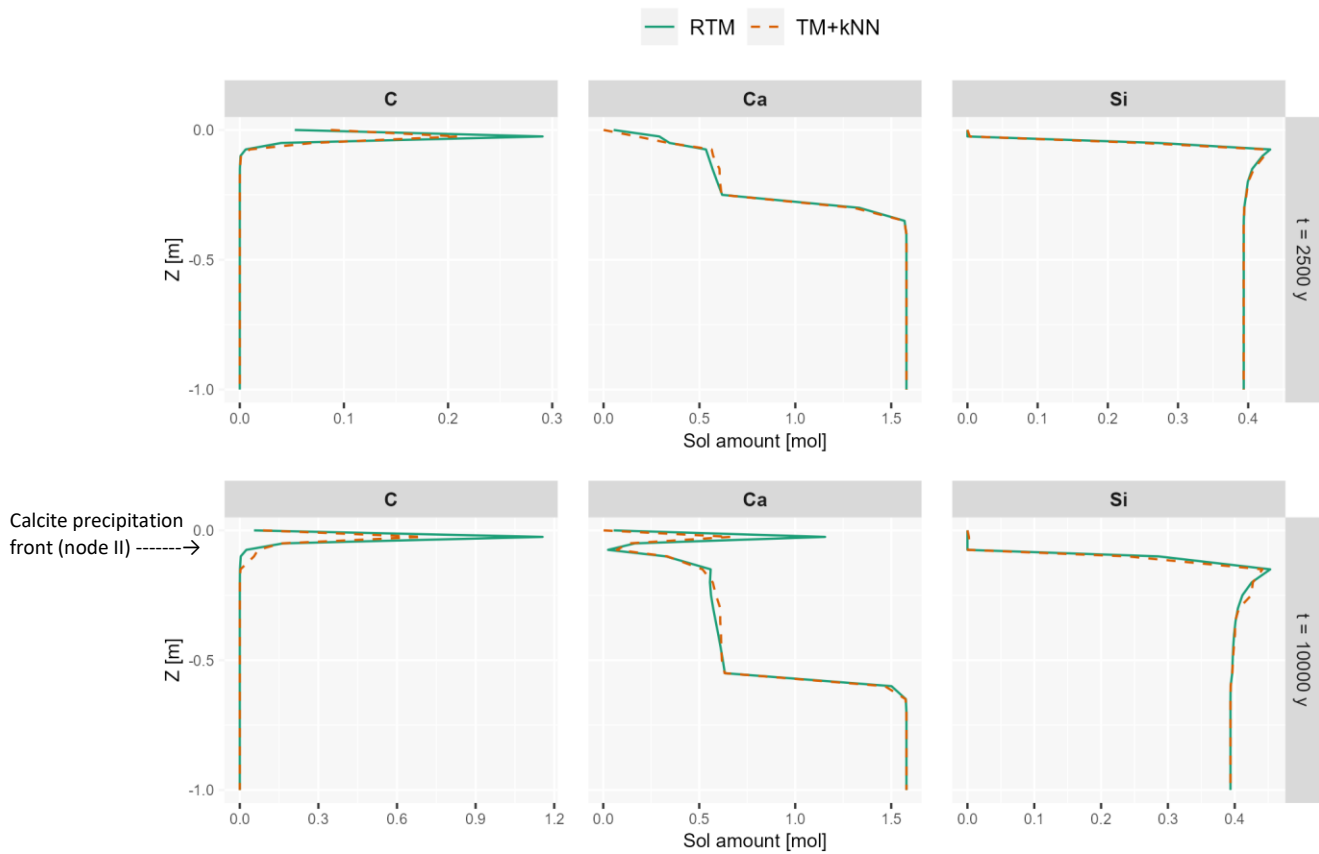 RTM TM+kNN
C Ca Si
0.0
-0.5
-1.0
Z [m]
t = 2500 y
0.0 0.1 0.2 0.3 0.0 0.5 1.0 1.5 0.0 0.1 0.2 0.3 0.4
Sol amount [mol]
C Ca Si
Calcite precipitation
front (node II) ------->
0.0
-0.5
-1.0
Z [m]
t = 10000 y
0.0 0.3 0.6 0.9 1.2 0.0 0.5 1.0 1.5 0.0 0.1 0.2 0.3 0.4
Sol amount [mol]